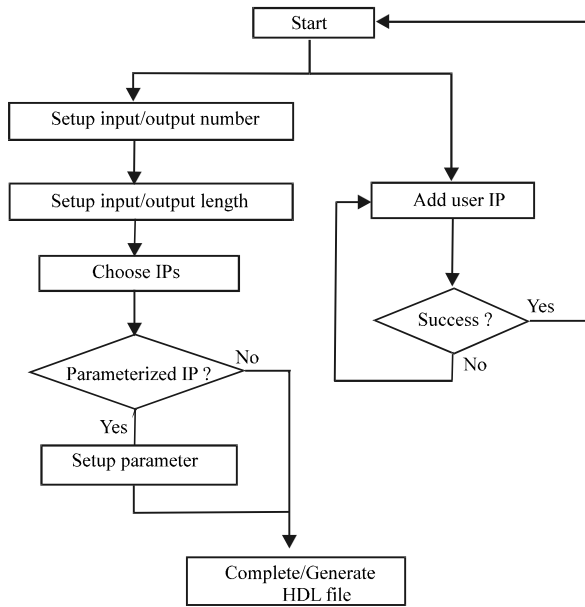 Start
Setup input/output number
Setup input/output length
Add user IP
Choose IPs
Success ?
Yes
No
Parameterized IP ?
No
Yes
Setup parameter
Complete/Generate
HDL file